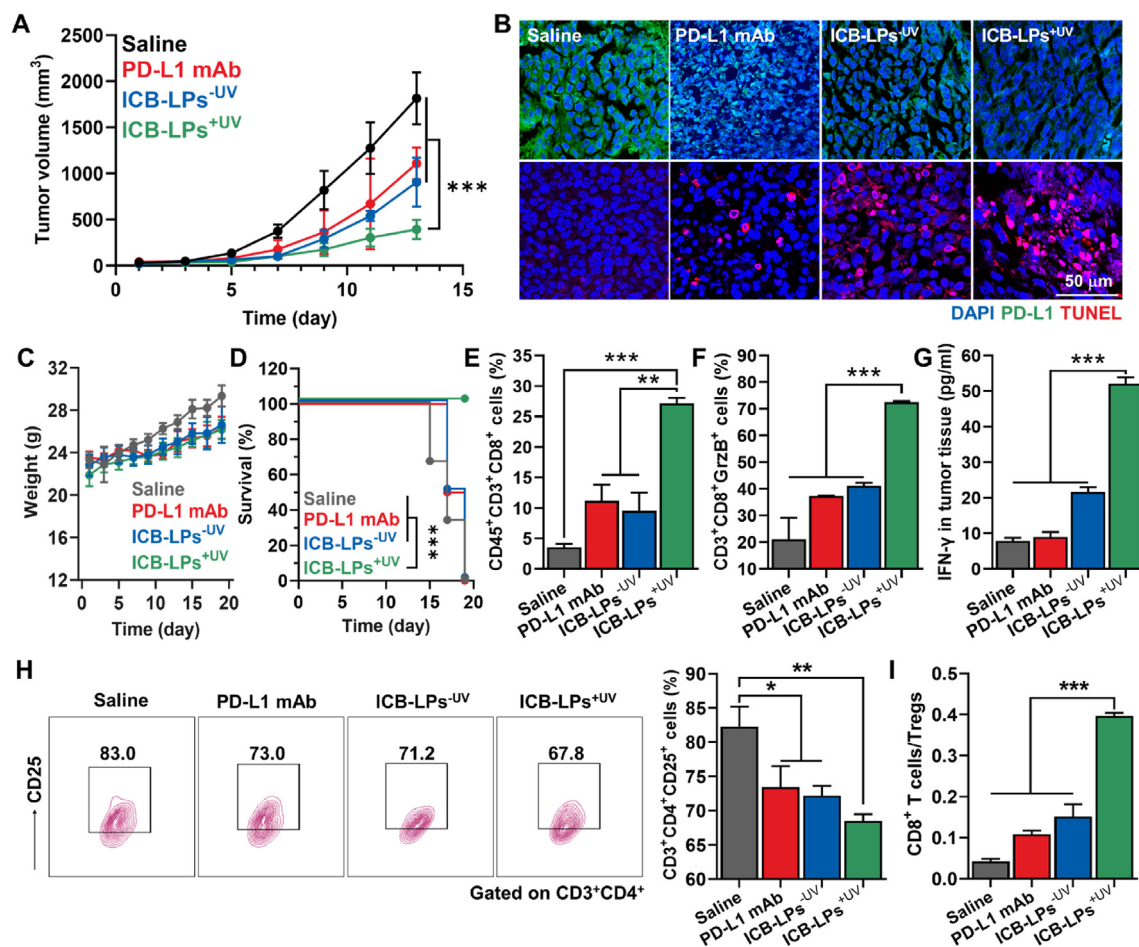 A
2500
2000
1500
1000
500
0
Tumor volume (mm³)
Saline
PD-L1 mAb
ICB-LPs⁻ᵁⱽ
ICB-LPs⁺ᵁⱽ
***
0 5 10 15
Time (day)
B
Saline PD-L1 mAb ICB-LPs⁻ᵁⱽ ICB-LPs⁺ᵁⱽ
50 μm
DAPI PD-L1 TUNEL
C
32
28
24
20
16
12
Weight (g)
Saline
PD-L1 mAb
ICB-LPs⁻ᵁⱽ
ICB-LPs⁺ᵁⱽ
0 5 10 15 20
Time (day)
D
120
100
80
60
40
20
0
Survival (%)
Saline
PD-L1 mAb
ICB-LPs⁻ᵁⱽ
ICB-LPs⁺ᵁⱽ
***
0 5 10 15 20
Time (day)
E
35
30
25
20
15
10
5
0
CD45⁺CD3⁺CD8⁺ cells (%)
***
**
Saline
PD-L1 mAb
ICB-LPs⁻ᵁⱽ
ICB-LPs⁺ᵁⱽ
F
90
80
70
60
50
40
30
20
10
CD3⁺CD8⁺GrzB⁺ cells (%)
***
Saline
PD-L1 mAb
ICB-LPs⁻ᵁⱽ
ICB-LPs⁺ᵁⱽ
G
60
50
40
30
20
10
0
IFN-γ in tumor tissue (pg/ml)
***
Saline
PD-L1 mAb
ICB-LPs⁻ᵁⱽ
ICB-LPs⁺ᵁⱽ
H
Saline PD-L1 mAb ICB-LPs⁻ᵁⱽ ICB-LPs⁺ᵁⱽ
83.0 73.0 71.2 67.8
CD25
Gated on CD3⁺CD4⁺
90
85
80
75
70
65
60
CD3⁺CD4⁺CD25⁺ cells (%)
**
*
Saline
PD-L1 mAb
ICB-LPs⁻ᵁⱽ
ICB-LPs⁺ᵁⱽ
I
0.5
0.4
0.3
0.2
0.1
0.0
CD8⁺ T cells/Tregs
***
Saline
PD-L1 mAb
ICB-LPs⁻ᵁⱽ
ICB-LPs⁺ᵁⱽ